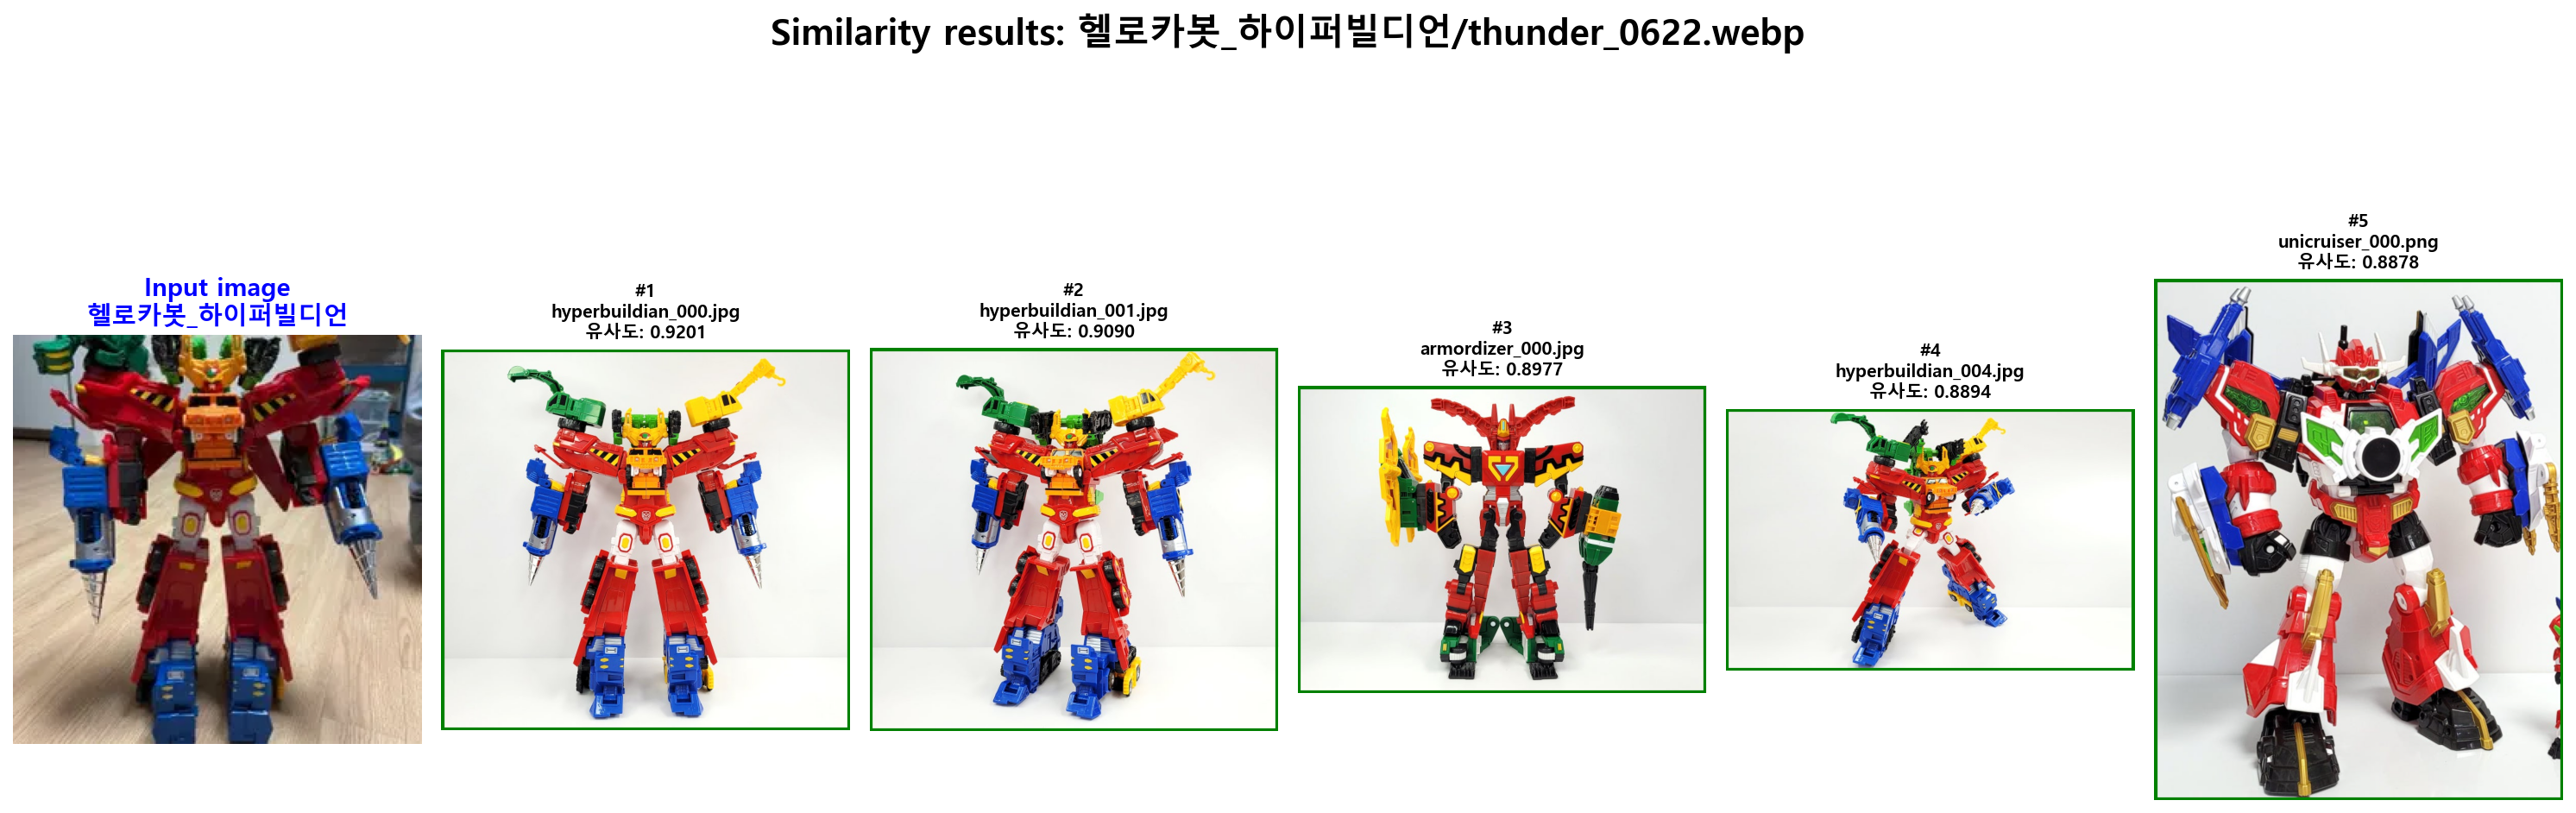 Similarity results: 헬로카봇_하이퍼빌디언/thunder_0622.webp
Input image
헬로카봇_하이퍼빌디언
#1
hyperbuildian_000.jpg
유사도: 0.9201
#2
hyperbuildian_001.jpg
유사도: 0.9090
#3
armordizer_000.jpg
유사도: 0.8977
#4
hyperbuildian_004.jpg
유사도: 0.8894
#5
unicruiser_000.png
유사도: 0.8878